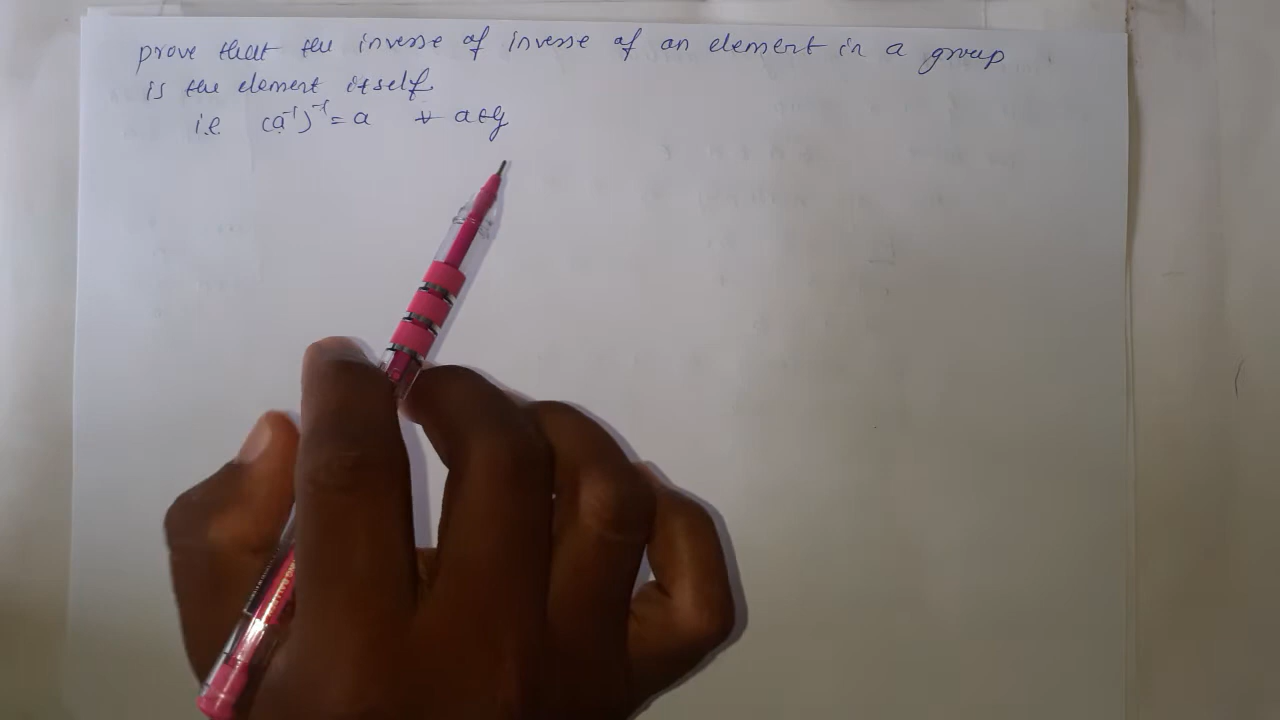 prove that the inverse of inverse of an element in a group
is the element itself.
i.e (a⁻¹)⁻¹ = a ∀ a∈G